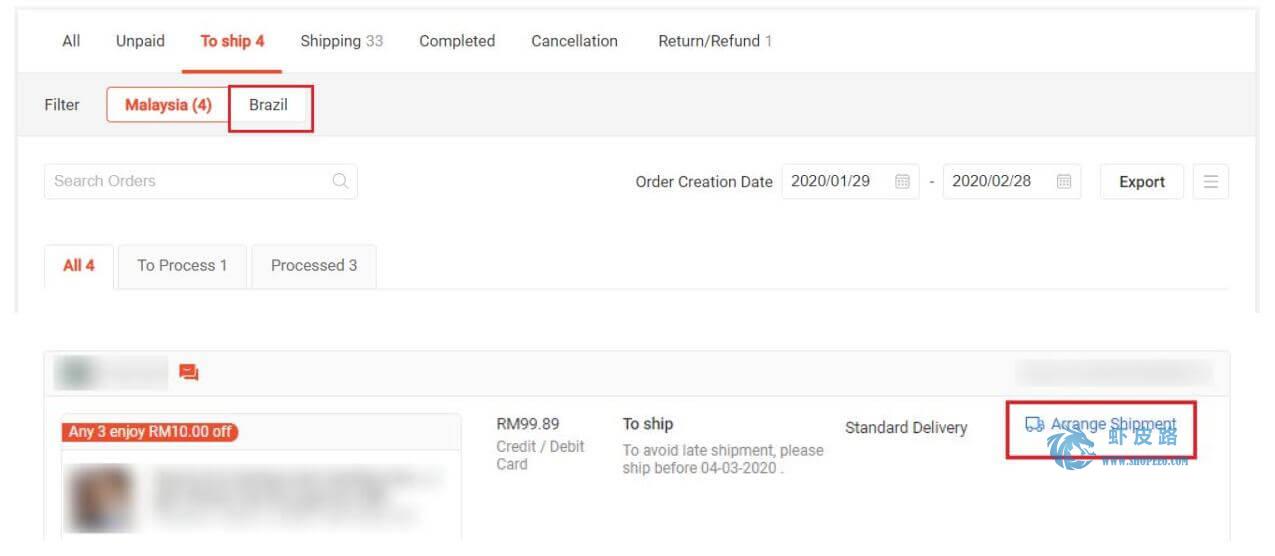 All Unpaid To ship 4 Shipping 33 Completed Cancellation Return/Refund 1
Filter Malaysia (4) Brazil
Search Orders Order Creation Date 2020/01/29 - 2020/02/28 Export
All 4 To Process 1 Processed 3
Any 3 enjoy RM10.00 off
RM99.89
Credit / Debit
Card
To ship
To avoid late shipment, please
ship before 04-03-2020 .
Standard Delivery
Arrange Shipment
虾皮路
WWW.SHOPEE6.COM